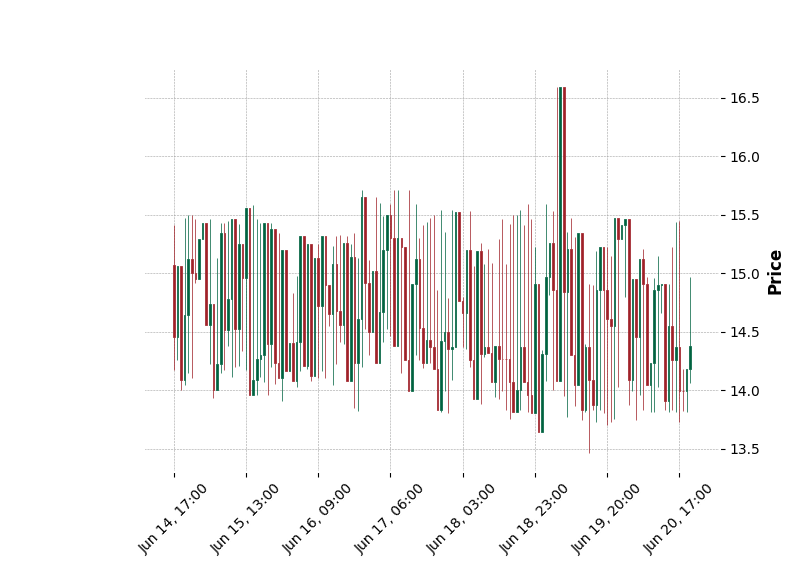 16.5
16.0
15.5
15.0
14.5
14.0
13.5
Price
Jun 14, 17:00
Jun 15, 13:00
Jun 16, 09:00
Jun 17, 06:00
Jun 18, 03:00
Jun 18, 23:00
Jun 19, 20:00
Jun 20, 17:00